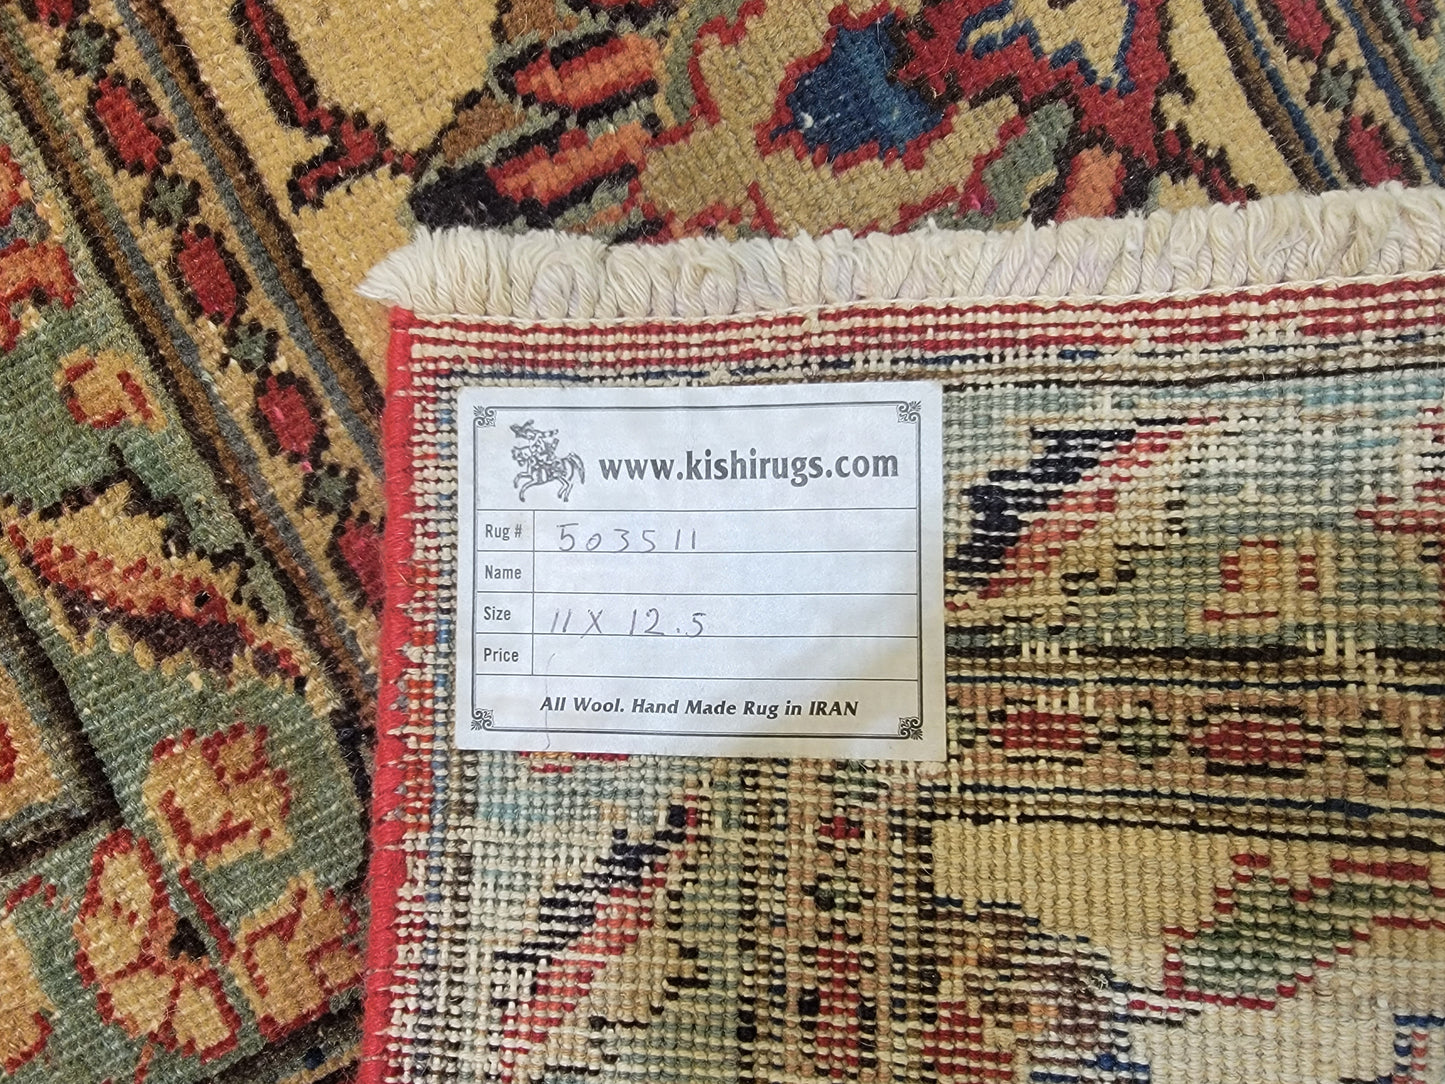 www.kishirugs.com
Rug # 503511
Name
Size 11 X 12.5
Price
All Wool. Hand Made Rug in IRAN